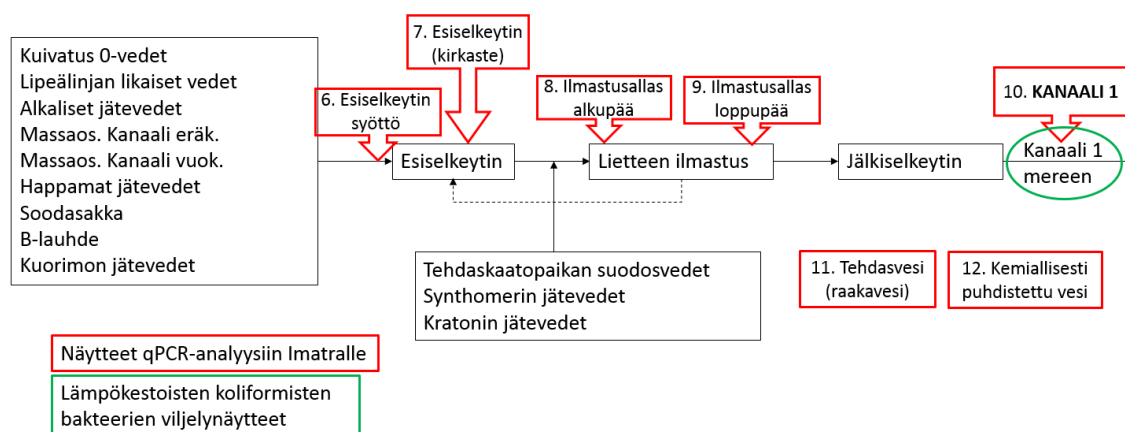 Kuivatus 0-vedet
Lipeälinjan likaiset vedet
Alkaliset jätevedet
Massaos. Kanaali eräk.
Massaos. Kanaali vuok.
Happamat jätevedet
Soodasakka
B-lauhde
Kuorimon jätevedet
6. Esiselkeytin
syöttö
7. Esiselkeytin
(kirkaste)
8. Ilmastusallas
alkupää
9. Ilmastusallas
loppupää
10. KANAALI 1
Esiselkeytin
Lietteen ilmastus
Jälkiselkeytin
Kanaali 1
mereen
Tehdaskaatopaikan suodosvedet
Synthomerin jätevedet
Kratonin jätevedet
11. Tehdasvesi
(raakavesi)
12. Kemiallisesti
puhdistettu vesi
Näytteet qPCR-analyysiin Imatralle
Lämpökestoisten koliformisten
bakteerien viljelynäytteet